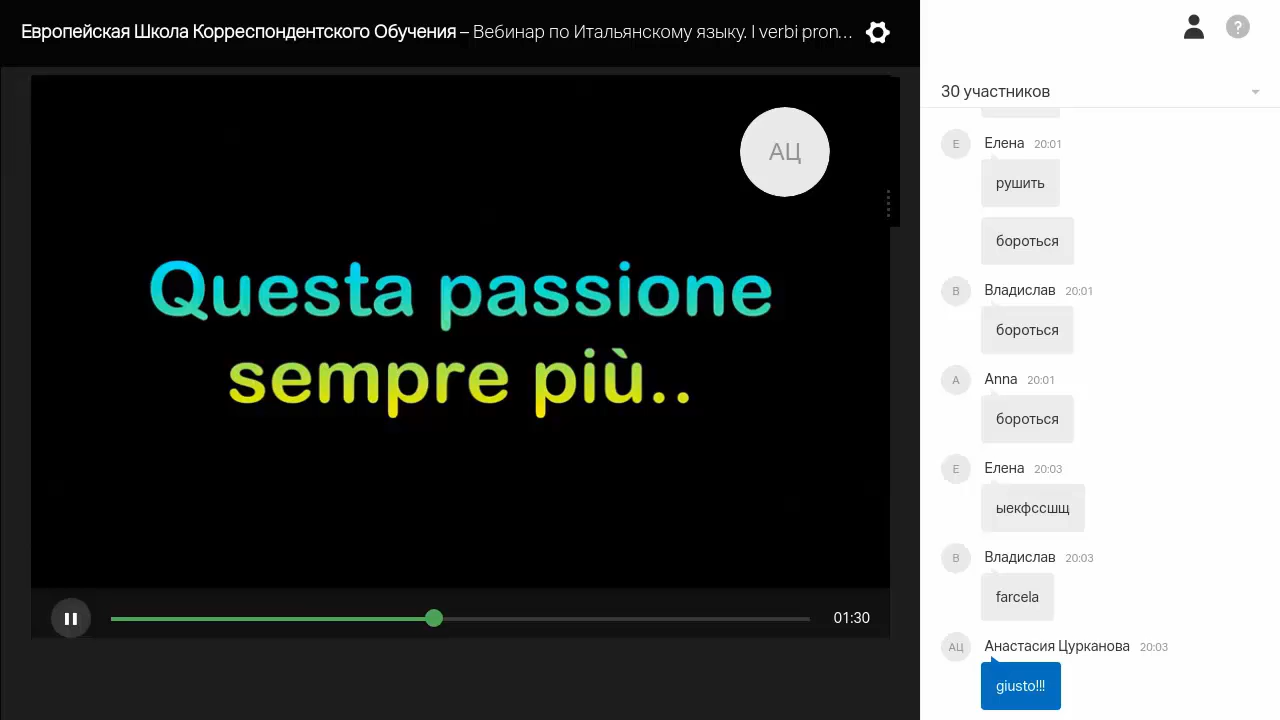 Европейская Школа Корреспондентского Обучения – Вебинар по Итальянскому языку. I verbi pron...
АЦ
Questa passione
sempre più..
01:30
?
30 участников
Е Елена 20:01
рушить
бороться
В Владислав 20:01
бороться
A Anna 20:01
бороться
Е Елена 20:03
ыекфссшщ
В Владислав 20:03
farcela
АЦ Анастасия Цурканова 20:03
giusto!!!